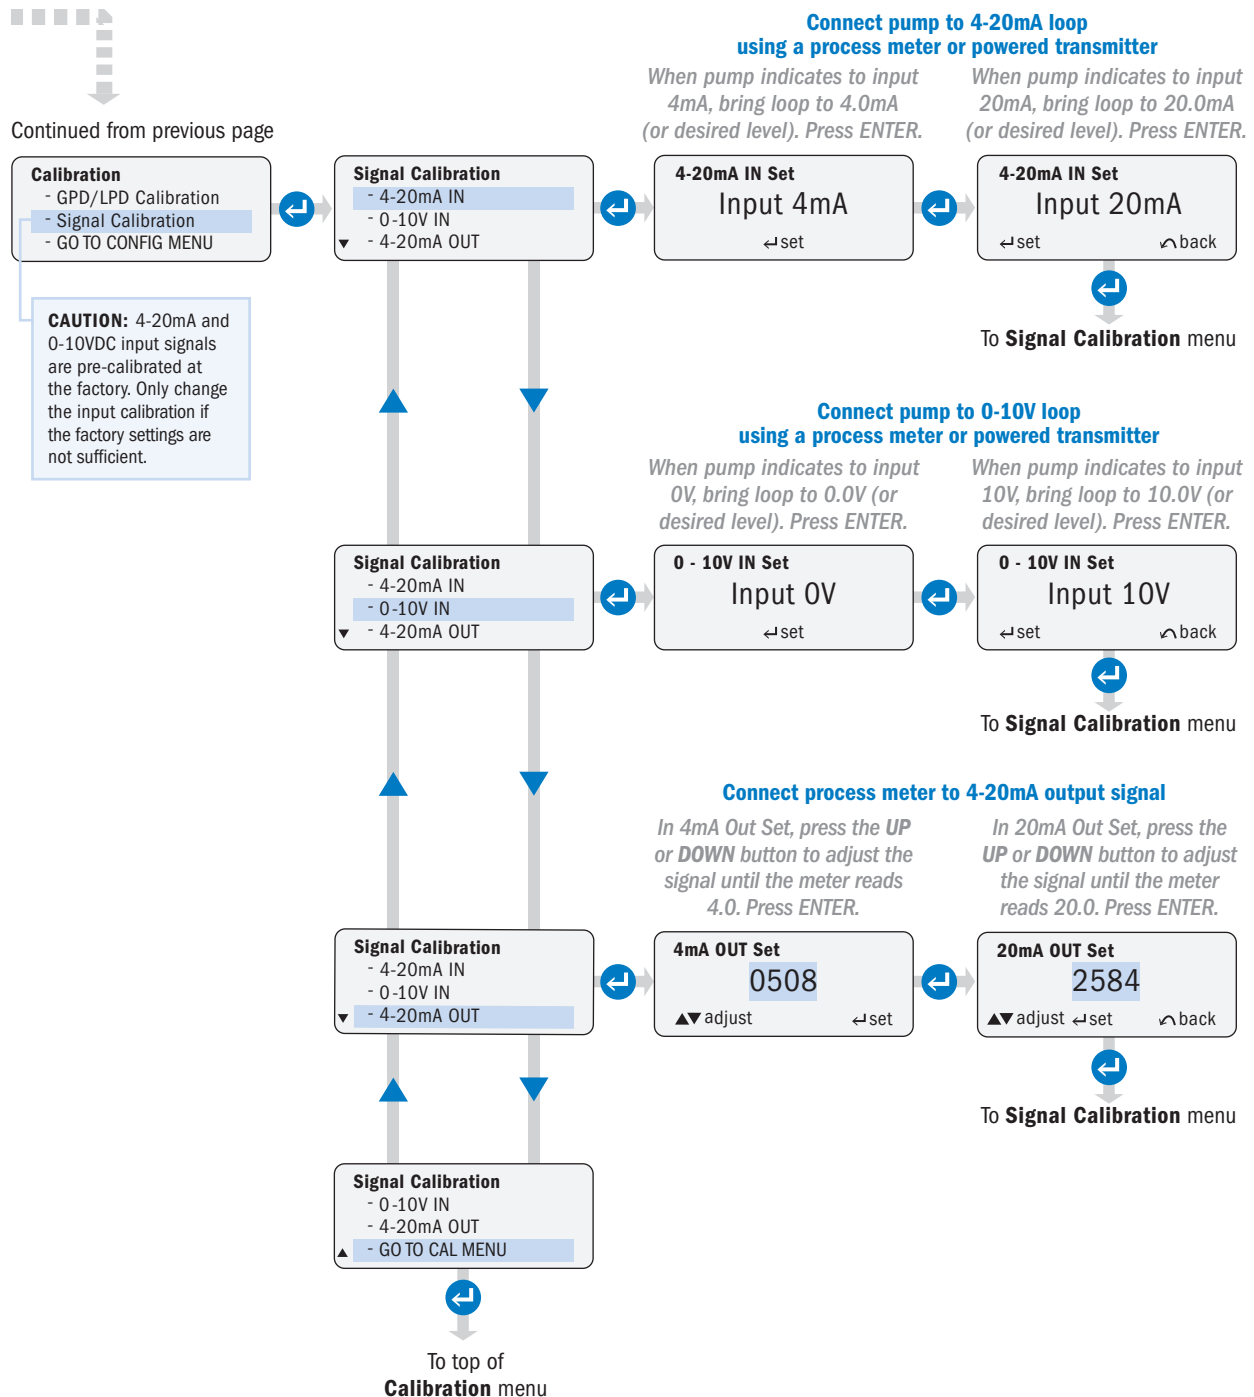 Continued from previous page
Calibration
- GPD/LPD Calibration
- Signal Calibration
- GO TO CONFIG MENU
CAUTION: 4-20mA and
0-10VDC input signals
are pre-calibrated at
the factory. Only change
the input calibration if
the factory settings are
not sufficient.
Connect pump to 4-20mA loop
using a process meter or powered transmitter
When pump indicates to input
4mA, bring loop to 4.0mA
(or desired level). Press ENTER.
When pump indicates to input
20mA, bring loop to 20.0mA
(or desired level). Press ENTER.
Signal Calibration
- 4-20mA IN
- 0-10V IN
▼ - 4-20mA OUT
4-20mA IN Set
Input 4mA
↵ set
4-20mA IN Set
Input 20mA
↵ set ↶ back
To Signal Calibration menu
Connect pump to 0-10V loop
using a process meter or powered transmitter
When pump indicates to input
0V, bring loop to 0.0V (or
desired level). Press ENTER.
When pump indicates to input
10V, bring loop to 10.0V (or
desired level). Press ENTER.
Signal Calibration
- 4-20mA IN
- 0-10V IN
▼ - 4-20mA OUT
0 - 10V IN Set
Input 0V
↵ set
0 - 10V IN Set
Input 10V
↵ set ↶ back
To Signal Calibration menu
Connect process meter to 4-20mA output signal
In 4mA Out Set, press the UP
or DOWN button to adjust the
signal until the meter reads
4.0. Press ENTER.
In 20mA Out Set, press the
UP or DOWN button to adjust
the signal until the meter
reads 20.0. Press ENTER.
Signal Calibration
- 4-20mA IN
- 0-10V IN
▼ - 4-20mA OUT
4mA OUT Set
0508
▲▼ adjust ↵ set
20mA OUT Set
2584
▲▼ adjust ↵ set ↶ back
To Signal Calibration menu
Signal Calibration
- 0-10V IN
- 4-20mA OUT
▲ - GO TO CAL MENU
To top of
Calibration menu